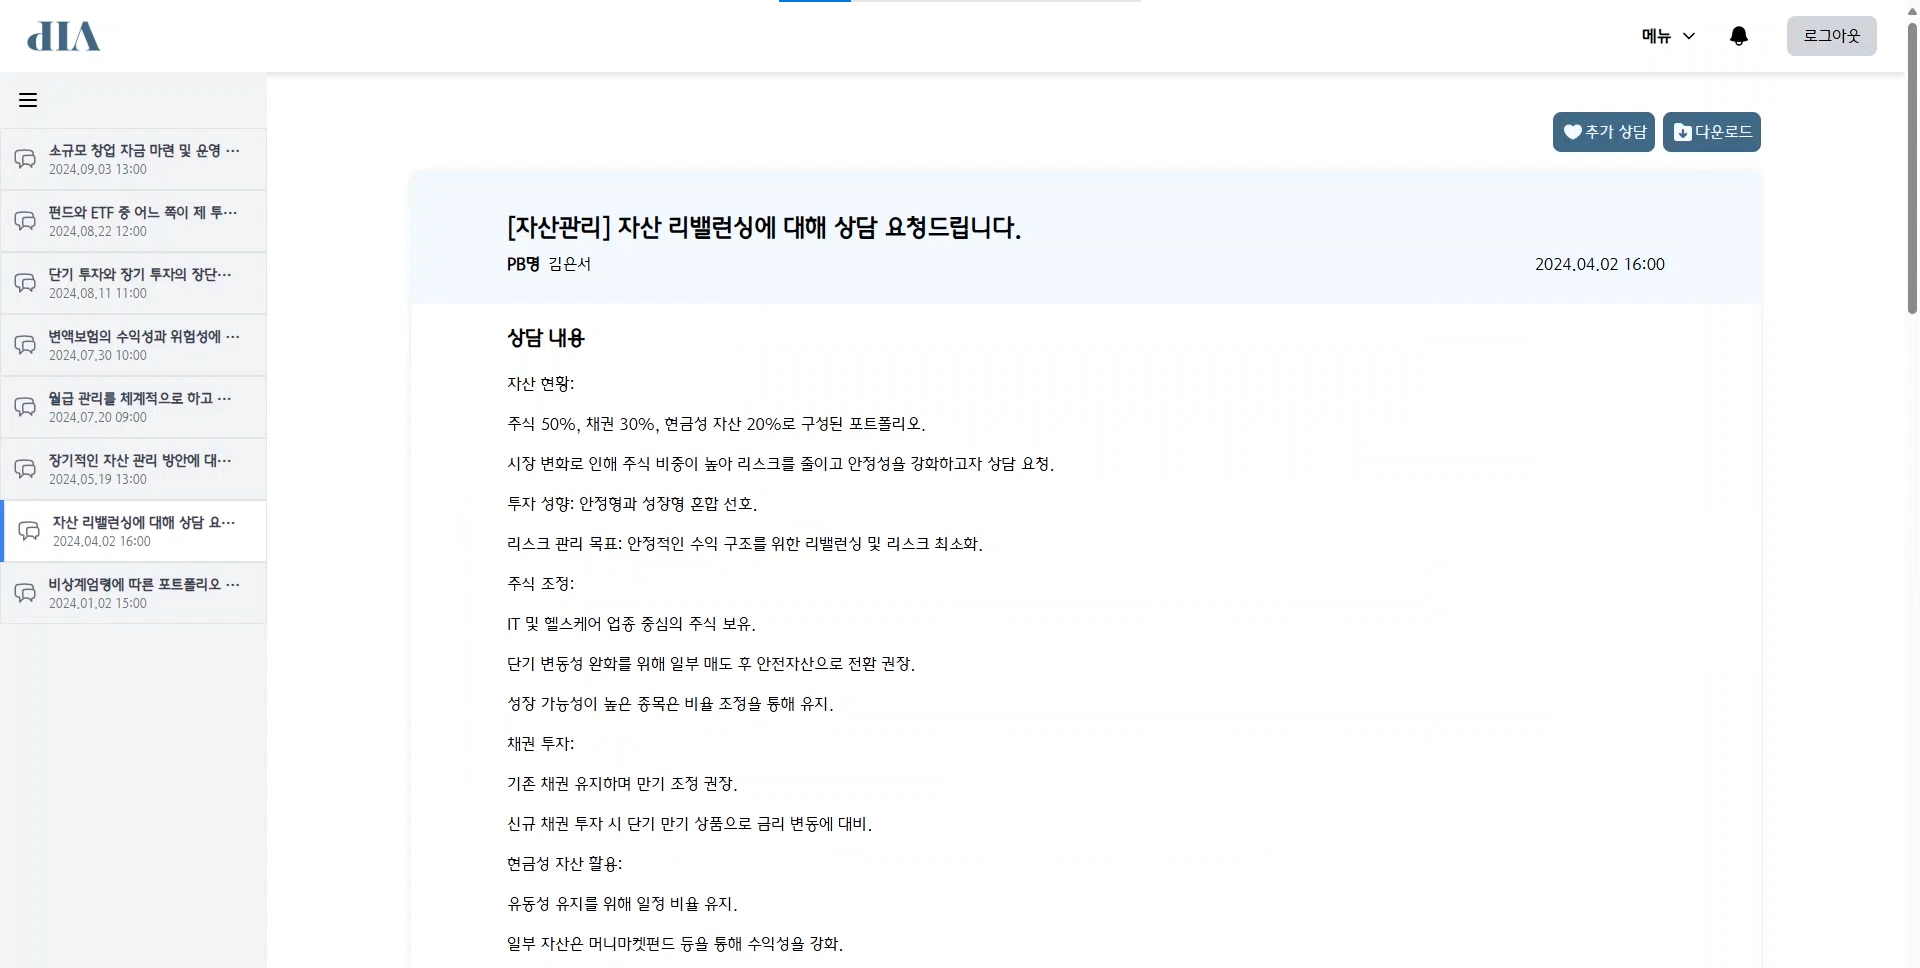 VIP
메뉴
로그아웃
소규모 창업 자금 마련 및 운영 ···
2024.09.03 13:00
펀드와 ETF 중 어느 쪽이 제 투···
2024.08.22 12:00
단기 투자와 장기 투자의 장단···
2024.08.11 11:00
변액보험의 수익성과 위험성에 ···
2024.07.30 10:00
월급 관리를 체계적으로 하고 ···
2024.07.20 09:00
장기적인 자산 관리 방안에 대···
2024.05.19 13:00
자산 리밸런싱에 대해 상담 요···
2024.04.02 16:00
비상계엄령에 따른 포트폴리오 ···
2024.01.02 15:00
추가 상담
다운로드
[자산관리] 자산 리밸런싱에 대해 상담 요청드립니다.
PB명 김은서
2024.04.02 16:00
상담 내용
자산 현황:
주식 50%, 채권 30%, 현금성 자산 20%로 구성된 포트폴리오.
시장 변화로 인해 주식 비중이 높아 리스크를 줄이고 안정성을 강화하고자 상담 요청.
투자 성향: 안정형과 성장형 혼합 선호.
리스크 관리 목표: 안정적인 수익 구조를 위한 리밸런싱 및 리스크 최소화.
주식 조정:
IT 및 헬스케어 업종 중심의 주식 보유.
단기 변동성 완화를 위해 일부 매도 후 안전자산으로 전환 권장.
성장 가능성이 높은 종목은 비율 조정을 통해 유지.
채권 투자:
기존 채권 유지하며 만기 조정 권장.
신규 채권 투자 시 단기 만기 상품으로 금리 변동에 대비.
현금성 자산 활용:
유동성 유지를 위해 일정 비율 유지.
일부 자산은 머니마켓펀드 등을 통해 수익성을 강화.